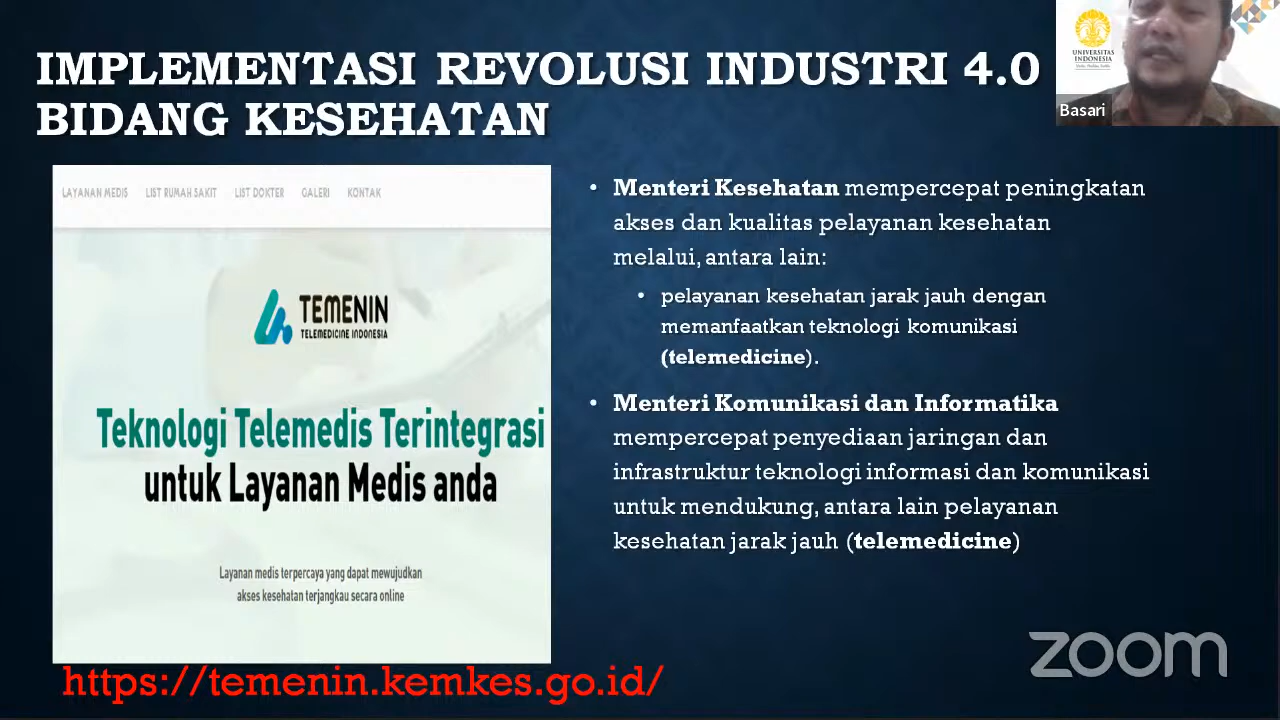 IMPLEMENTASI REVOLUSI INDUSTRI 4.0
BIDANG KESEHATAN
UNIVERSITAS
INDONESIA
Basari
LAYANAN MEDIS LIST RUMAH SAKIT LIST DOKTER GALERI KONTAK
TEMENIN
TELEMEDICINE INDONESIA
Teknologi Telemedis Terintegrasi
untuk Layanan Medis anda
Layanan medis terpercaya yang dapat mewujudkan
akses kesehatan terjangkau secara online
https://temenin.kemkes.go.id/
• Menteri Kesehatan mempercepat peningkatan
akses dan kualitas pelayanan kesehatan
melalui, antara lain:
• pelayanan kesehatan jarak jauh dengan
memanfaatkan teknologi komunikasi
(telemedicine).
• Menteri Komunikasi dan Informatika
mempercepat penyediaan jaringan dan
infrastruktur teknologi informasi dan komunikasi
untuk mendukung, antara lain pelayanan
kesehatan jarak jauh (telemedicine)
zoom